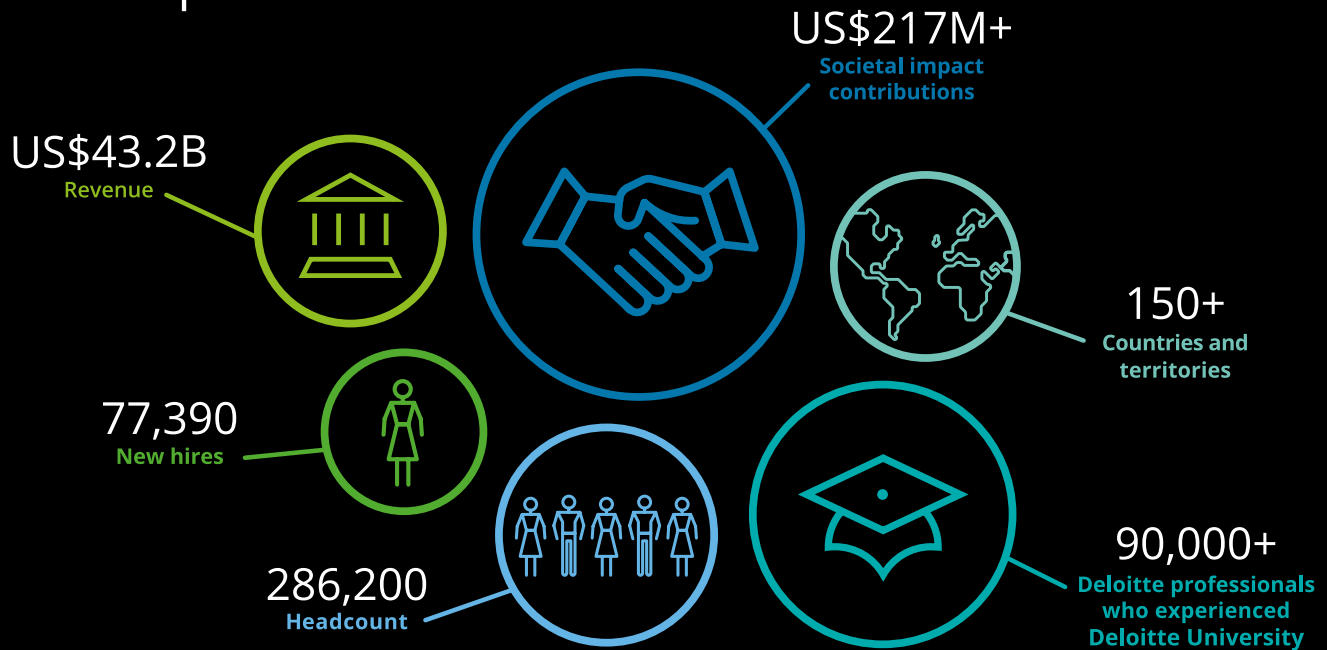 US$217M+
Societal impact
contributions
US$43.2B
Revenue
150+
Countries and
territories
77,390
New hires
286,200
Headcount
90,000+
Deloitte professionals
who experienced
Deloitte University